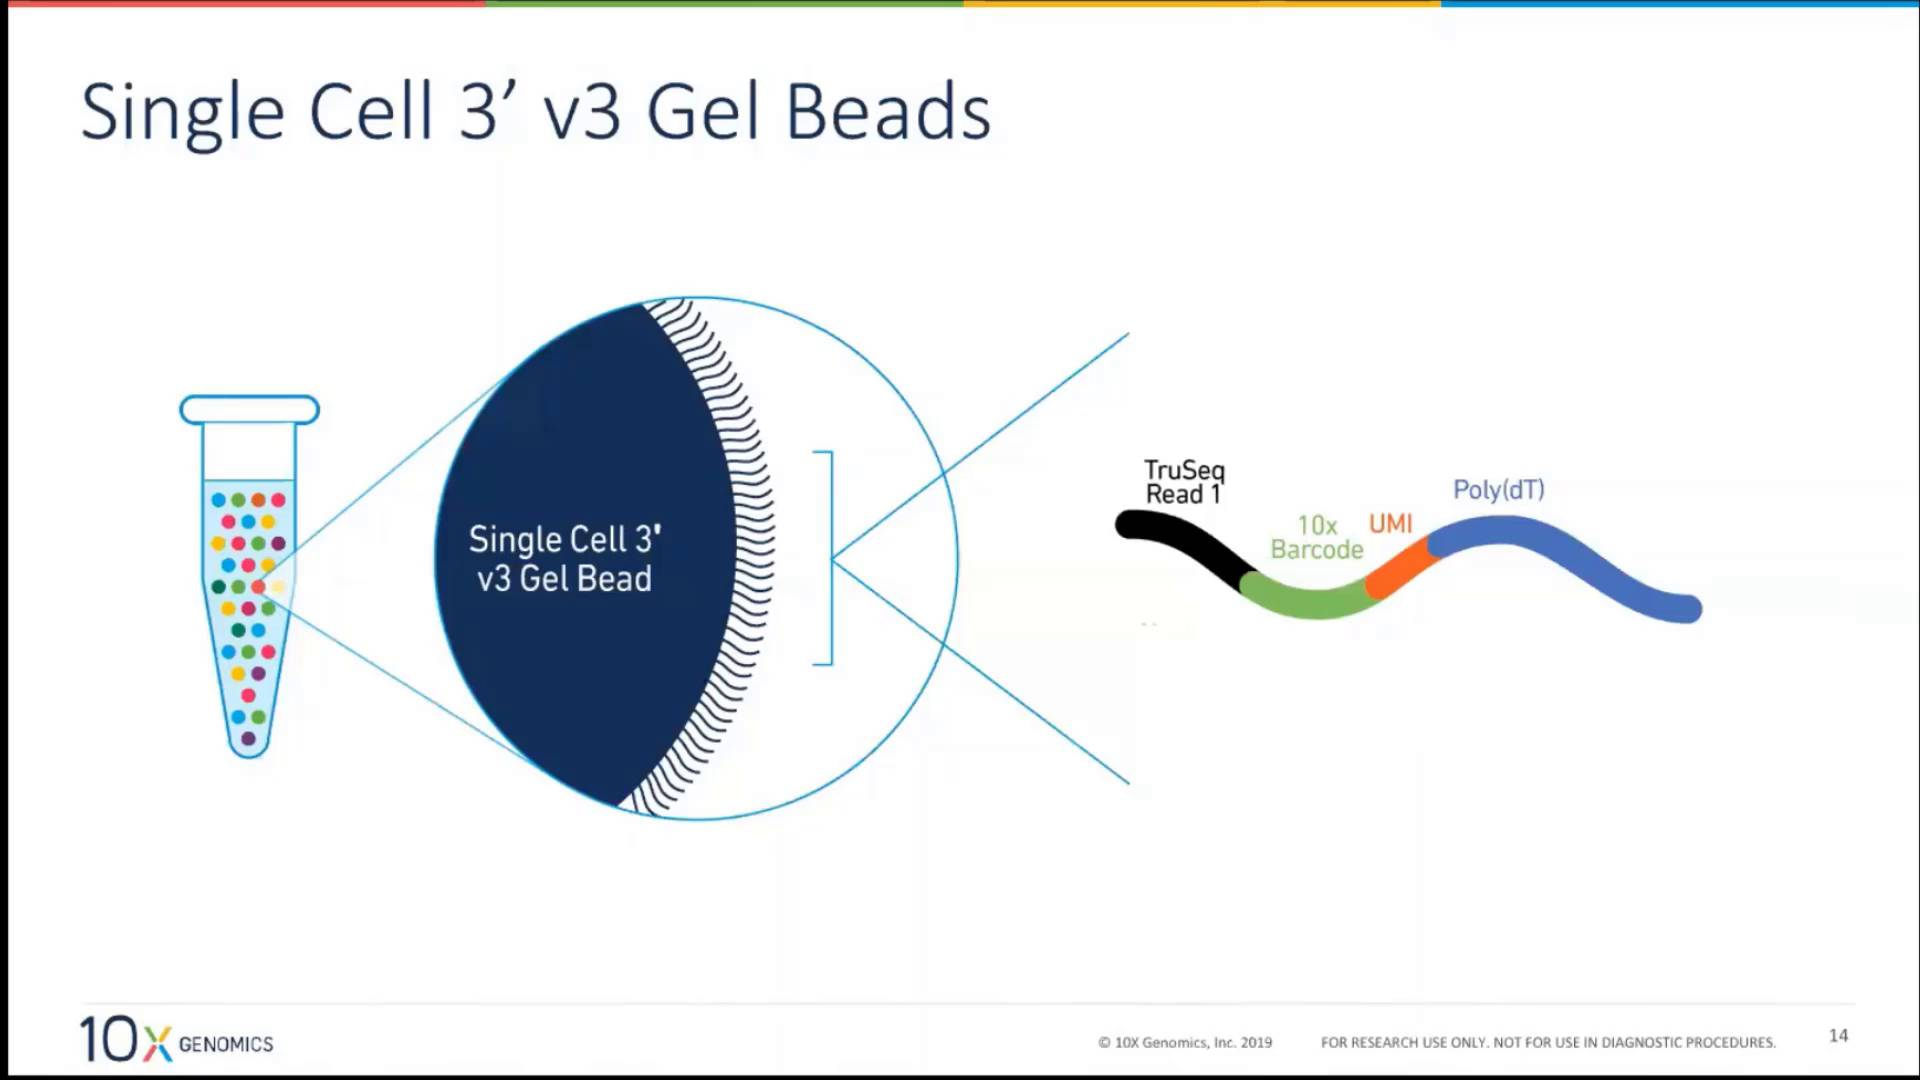 Single Cell 3’ v3 Gel Beads
Single Cell 3'
v3 Gel Bead
TruSeq
Read 1
10x
Barcode
UMI
Poly(dT)
10X GENOMICS
© 10X Genomics, Inc. 2019
FOR RESEARCH USE ONLY. NOT FOR USE IN DIAGNOSTIC PROCEDURES.
14